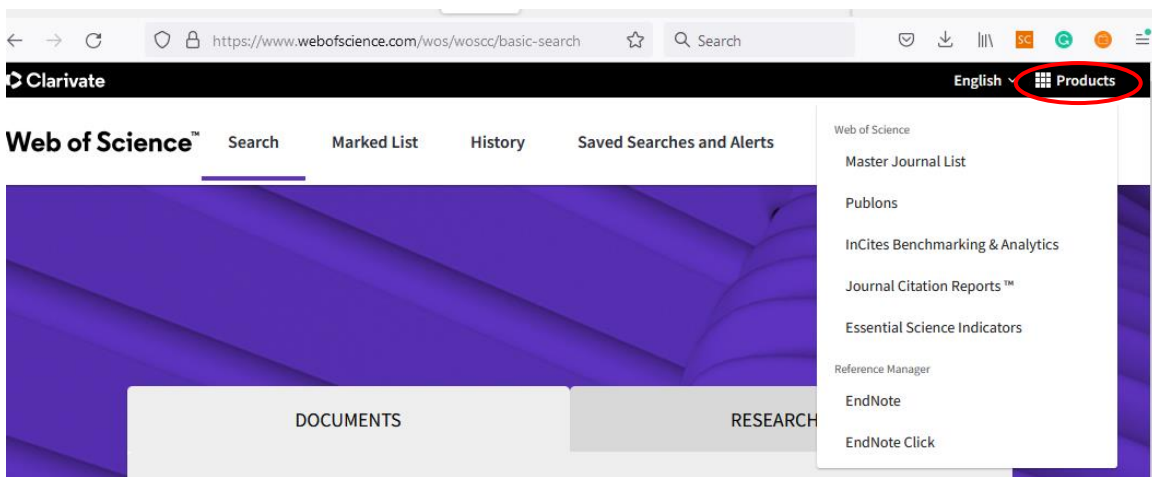 https://www.webofscience.com/wos/woscc/basic-search
Search
SC
G
Clarivate
English
Products
Web of Science™
Search
Marked List
History
Saved Searches and Alerts
Web of Science
Master Journal List
Publons
InCites Benchmarking & Analytics
Journal Citation Reports ™
Essential Science Indicators
Reference Manager
EndNote
EndNote Click
DOCUMENTS
RESEARCH